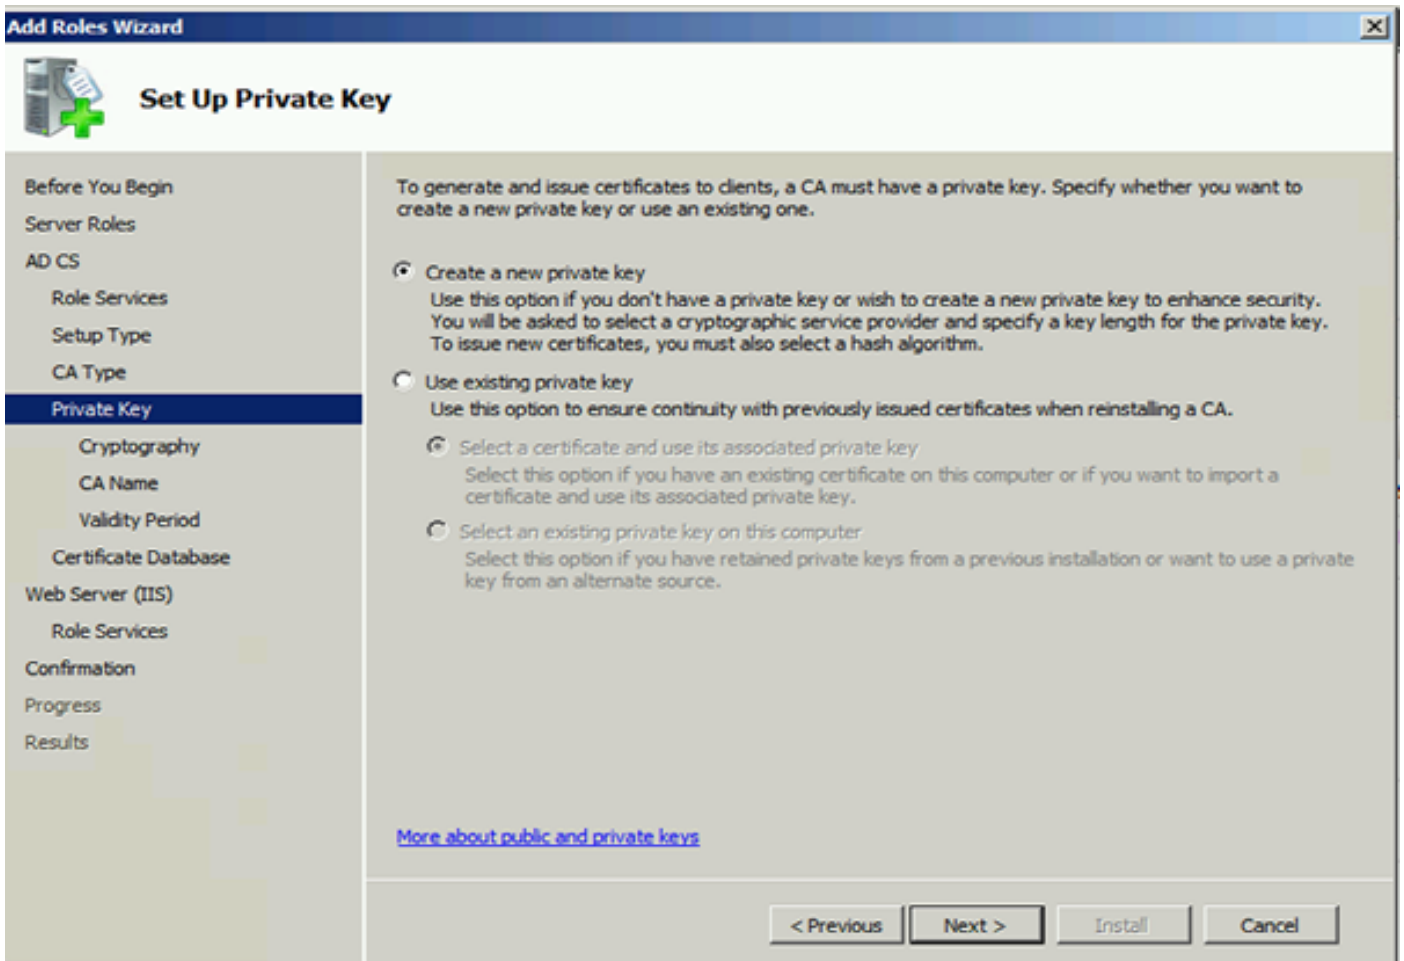 Add Roles Wizard
Set Up Private Key
Before You Begin
Server Roles
AD CS
Role Services
Setup Type
CA Type
Private Key
Cryptography
CA Name
Validity Period
Certificate Database
Web Server (IIS)
Role Services
Confirmation
Progress
Results
To generate and issue certificates to clients, a CA must have a private key. Specify whether you want to
create a new private key or use an existing one.
Create a new private key
Use this option if you don't have a private key or wish to create a new private key to enhance security.
You will be asked to select a cryptographic service provider and specify a key length for the private key.
To issue new certificates, you must also select a hash algorithm.
Use existing private key
Use this option to ensure continuity with previously issued certificates when reinstalling a CA.
Select a certificate and use its associated private key
Select this option if you have an existing certificate on this computer or if you want to import a
certificate and use its associated private key.
Select an existing private key on this computer
Select this option if you have retained private keys from a previous installation or want to use a private
key from an alternate source.
More about public and private keys
< Previous
Next >
Install
Cancel